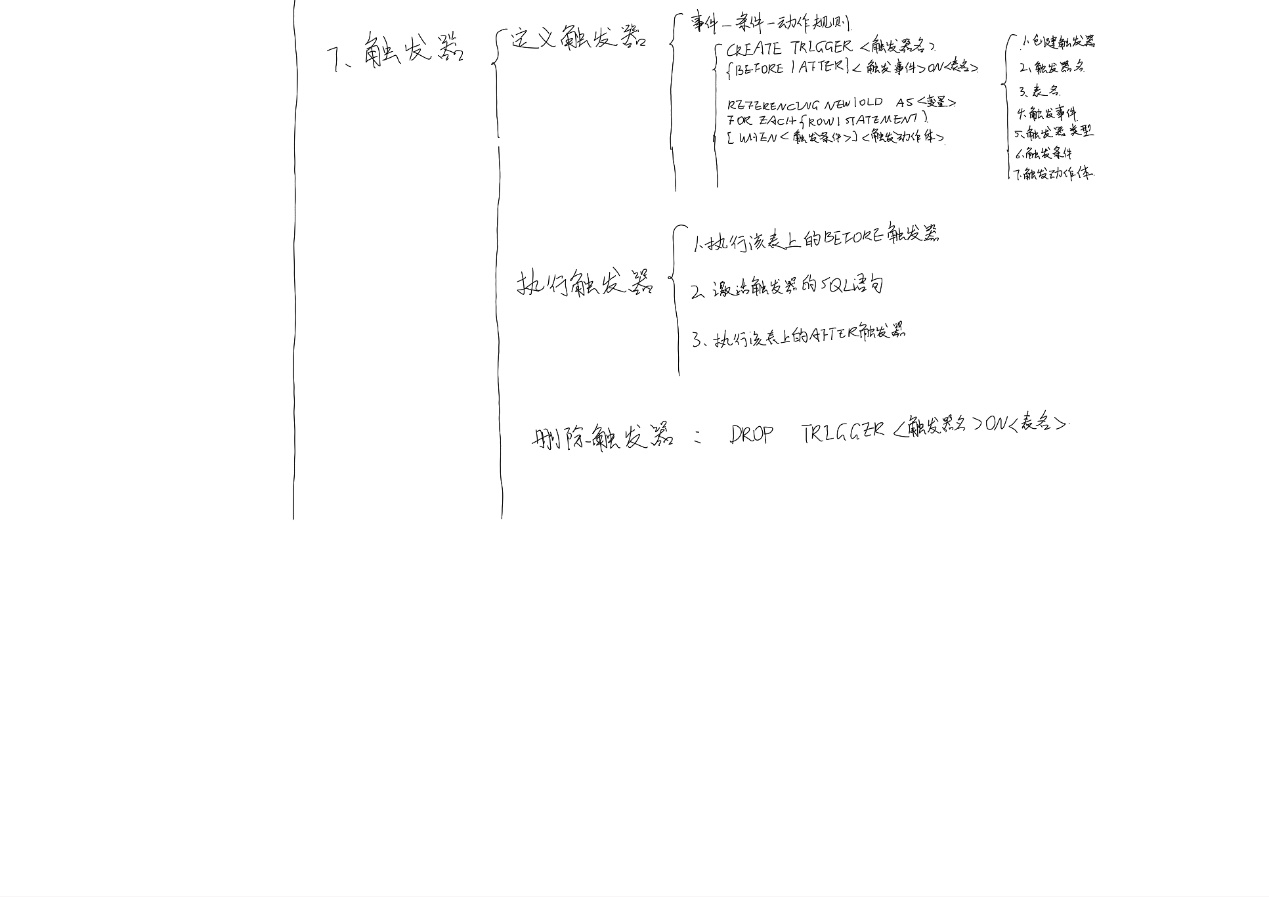 7、触发器
定义触发器
事件-条件-动作规则
CREATE TRIGGER <触发器名>
{BEFORE | AFTER} <触发事件> ON <表名>
REFERENCING NEW|OLD AS <变量>
FOR EACH {ROW|STATEMENT}
[WHEN <触发条件>] <触发动作体>
1.创建触发器
2.触发器名
3.表名
4.触发事件
5.触发器类型
6.触发条件
7.触发动作体
执行触发器
1.执行该表上的BEFORE触发器
2、激活触发器的SQL语句
3、执行该表上的AFTER触发器
删除触发器: DROP TRIGGER <触发器名> ON <表名>